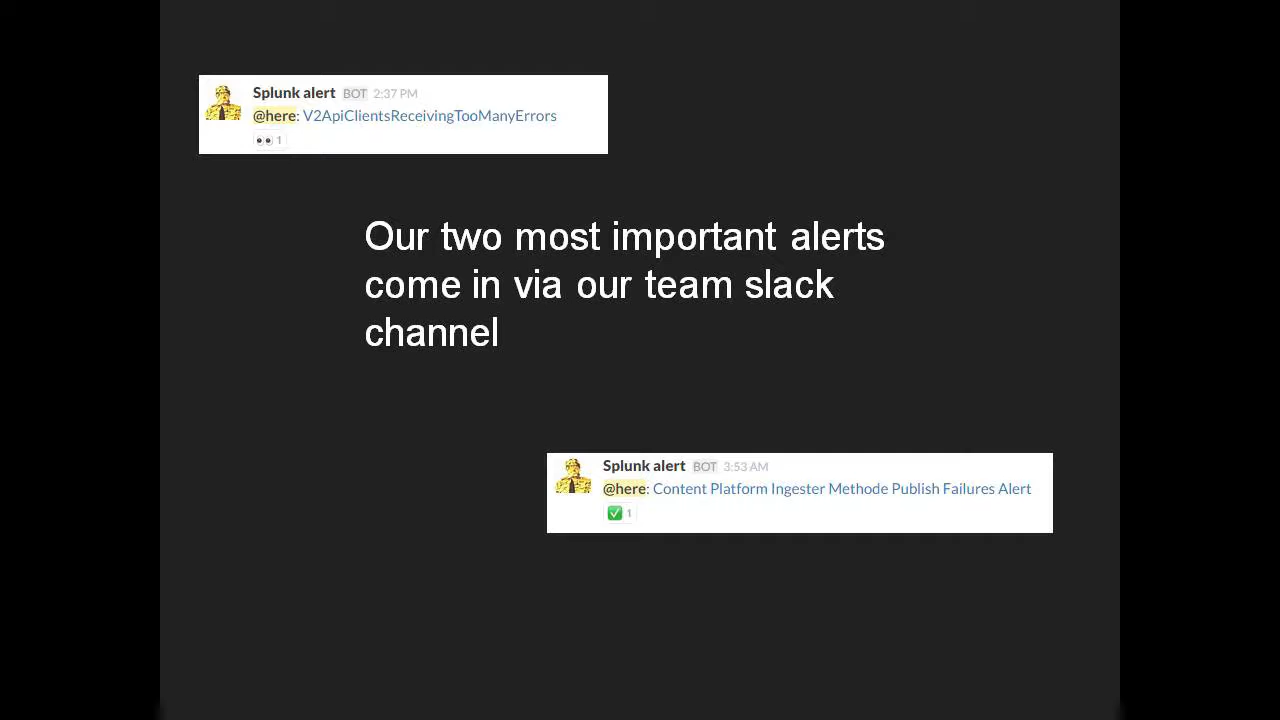 Splunk alert BOT 2:37 PM
@here: V2ApiClientsReceivingTooManyErrors
1
Our two most important alerts
come in via our team slack
channel
Splunk alert BOT 3:53 AM
@here: Content Platform Ingester Methode Publish Failures Alert
1